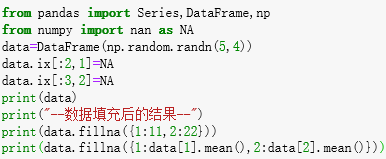 from pandas import Series,DataFrame,np
from numpy import nan as NA
data=DataFrame(np.random.randn(5,4))
data.ix[:2,1]=NA
data.ix[:3,2]=NA
print(data)
print("--数据填充后的结果--")
print(data.fillna({1:11,2:22}))
print(data.fillna({1:data[1].mean(),2:data[2].mean()}))